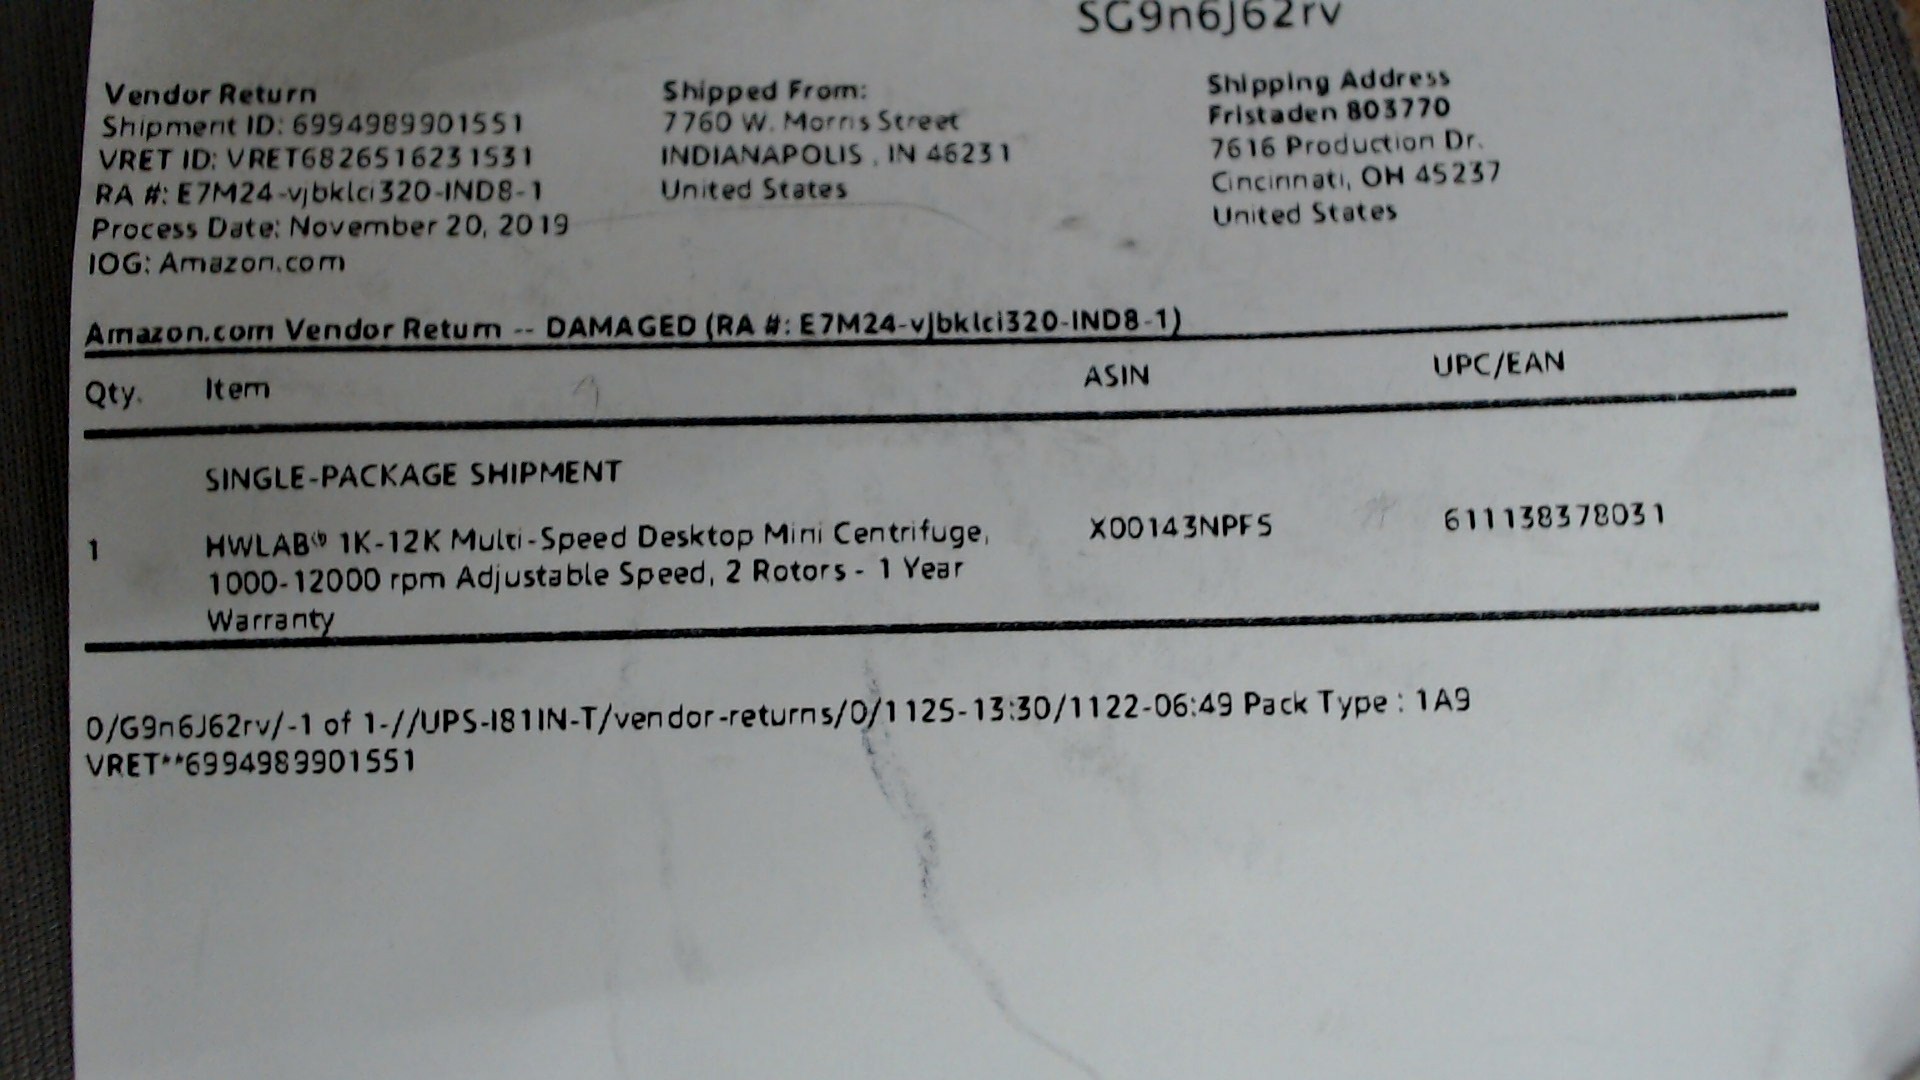 SG9n6J62rv
Vendor Return
Shipment ID: 6994989901551
VRET ID: VRET6826516231531
RA #: E7M24-vjbklci320-IND8-1
Process Date: November 20, 2019
IOG: Amazon.com
Shipped From:
7760 W. Morris Street
INDIANAPOLIS , IN 46231
United States
Shipping Address
Fristaden 803770
7616 Production Dr.
Cincinnati, OH 45237
United States
Amazon.com Vendor Return -- DAMAGED (RA #: E7M24-vjbklci320-IND8-1)
Qty. Item ASIN UPC/EAN
SINGLE-PACKAGE SHIPMENT
1 HWLAB® 1K-12K Multi-Speed Desktop Mini Centrifuge, X00143NPFS 611138378031
1000-12000 rpm Adjustable Speed, 2 Rotors - 1 Year
Warranty
0/G9n6J62rv/-1 of 1-//UPS-I81IN-T/vendor-returns/0/1125-13:30/1122-06:49 Pack Type : 1A9
VRET**6994989901551